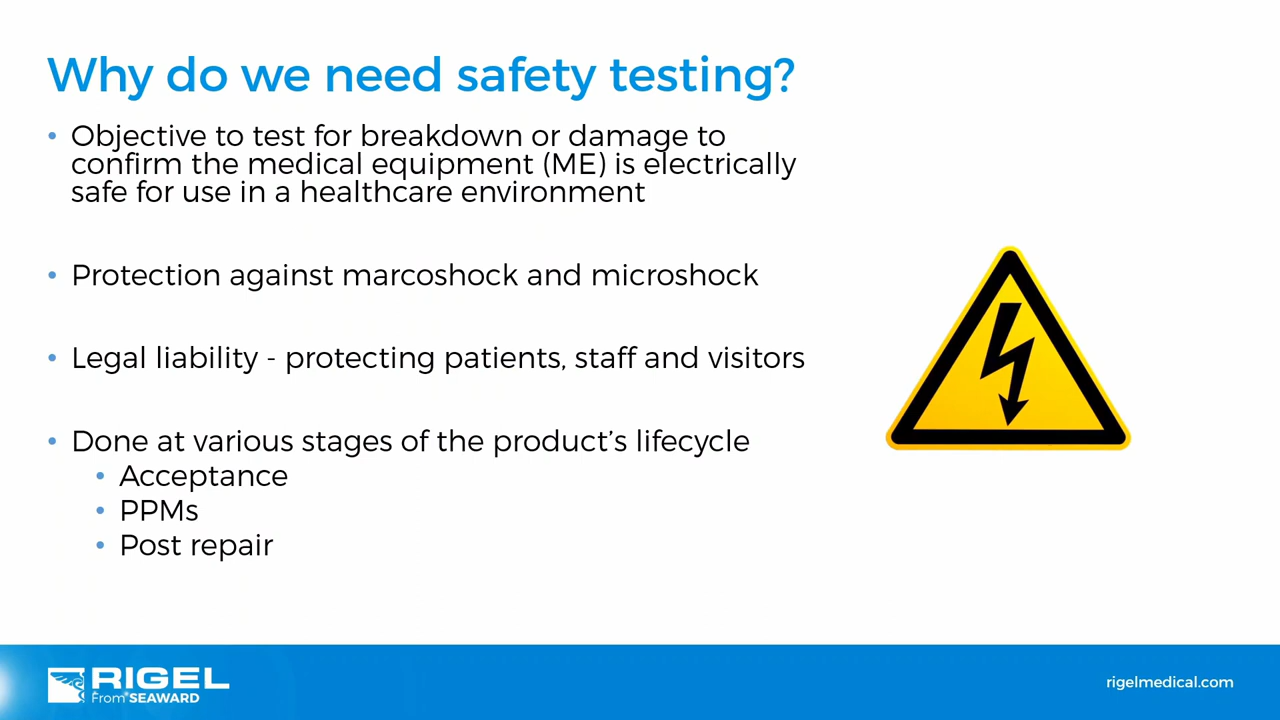 Why do we need safety testing?
• Objective to test for breakdown or damage to
confirm the medical equipment (ME) is electrically
safe for use in a healthcare environment
• Protection against marcoshock and microshock
• Legal liability - protecting patients, staff and visitors
• Done at various stages of the product’s lifecycle
• Acceptance
• PPMs
• Post repair
RIGEL
From SEAWARD
rigelmedical.com